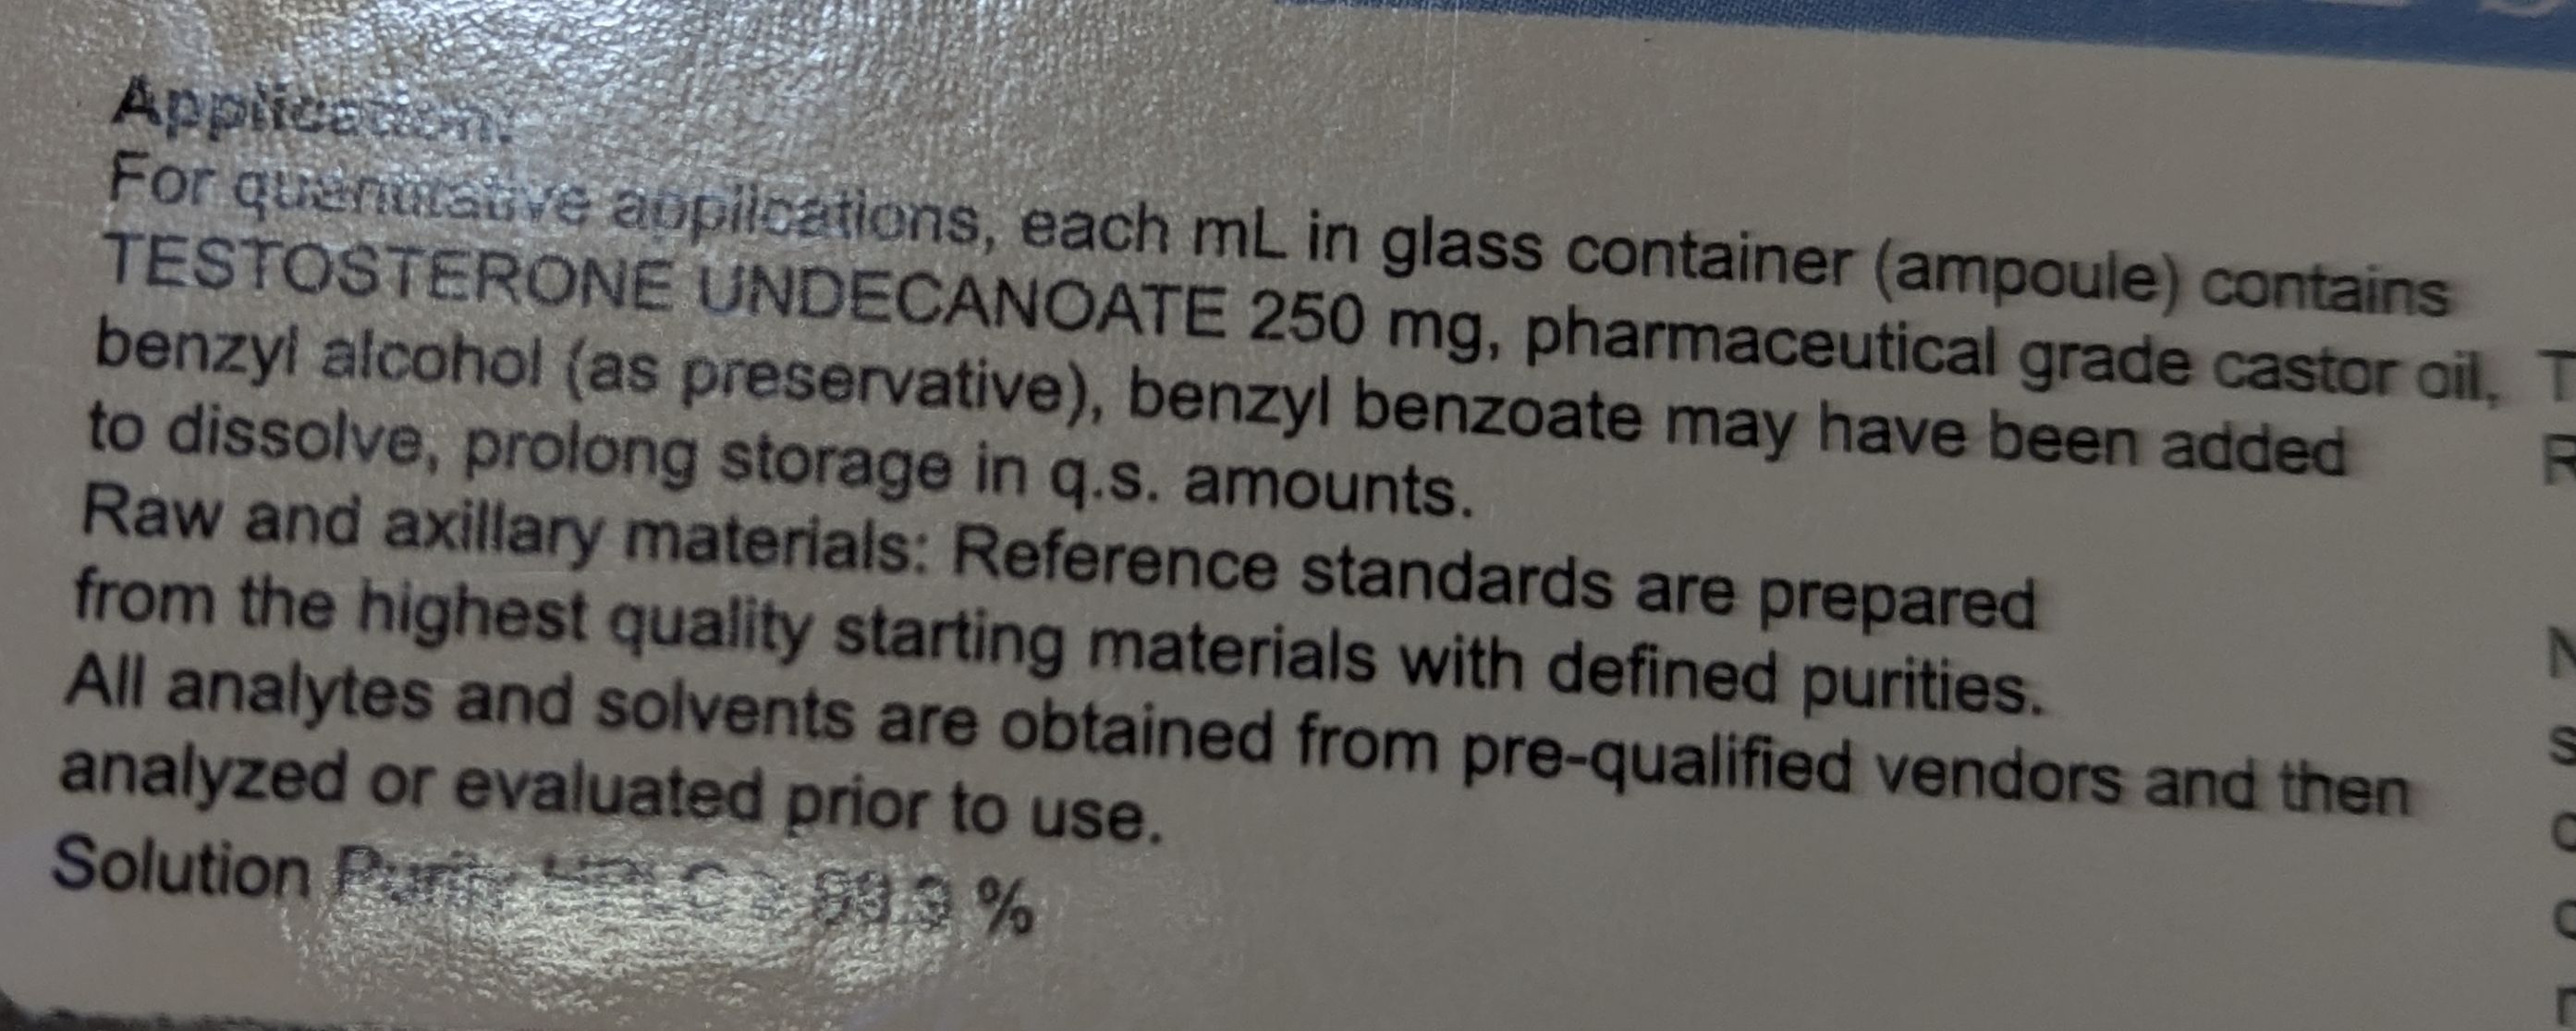 Application:
For quantitative applications, each mL in glass container (ampoule) contains
TESTOSTERONE UNDECANOATE 250 mg, pharmaceutical grade castor oil,
benzyl alcohol (as preservative), benzyl benzoate may have been added
to dissolve, prolong storage in q.s. amounts.
Raw and axillary materials: Reference standards are prepared
from the highest quality starting materials with defined purities.
All analytes and solvents are obtained from pre-qualified vendors and then
analyzed or evaluated prior to use.
Solution Purity %